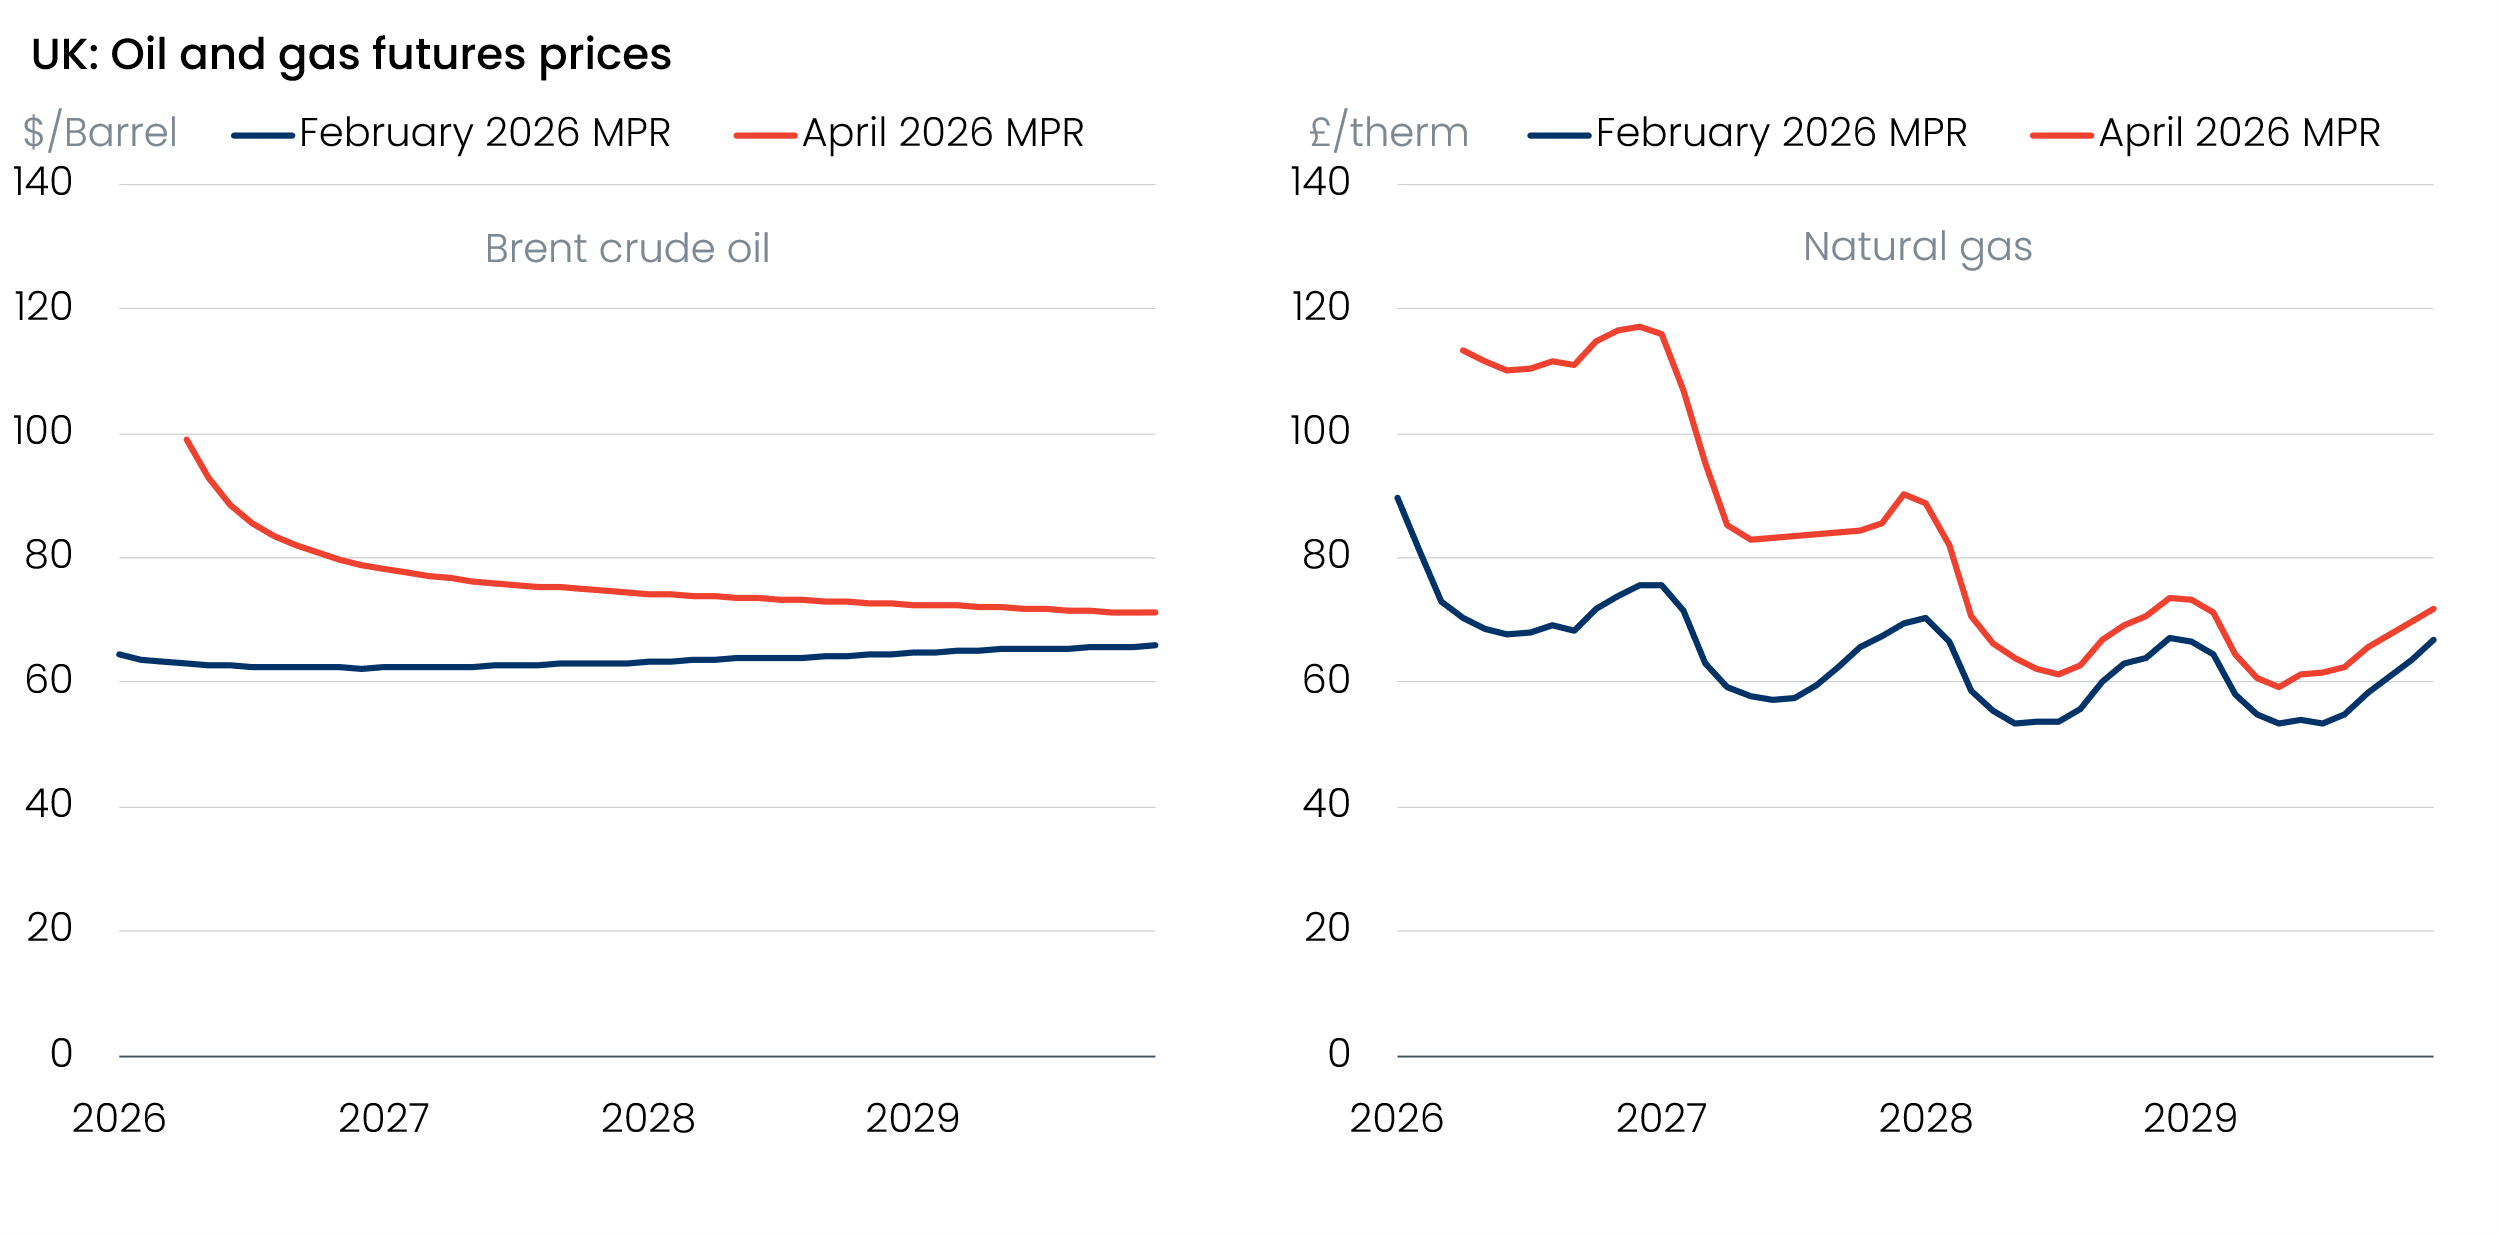 UK: Oil and gas futures prices
$/Barrel February 2026 MPR April 2026 MPR
140
Brent crude oil
120
100
80
60
40
20
0
2026 2027 2028 2029
£/therm February 2026 MPR April 2026 MPR
140
Natural gas
120
100
80
60
40
20
0
2026 2027 2028 2029